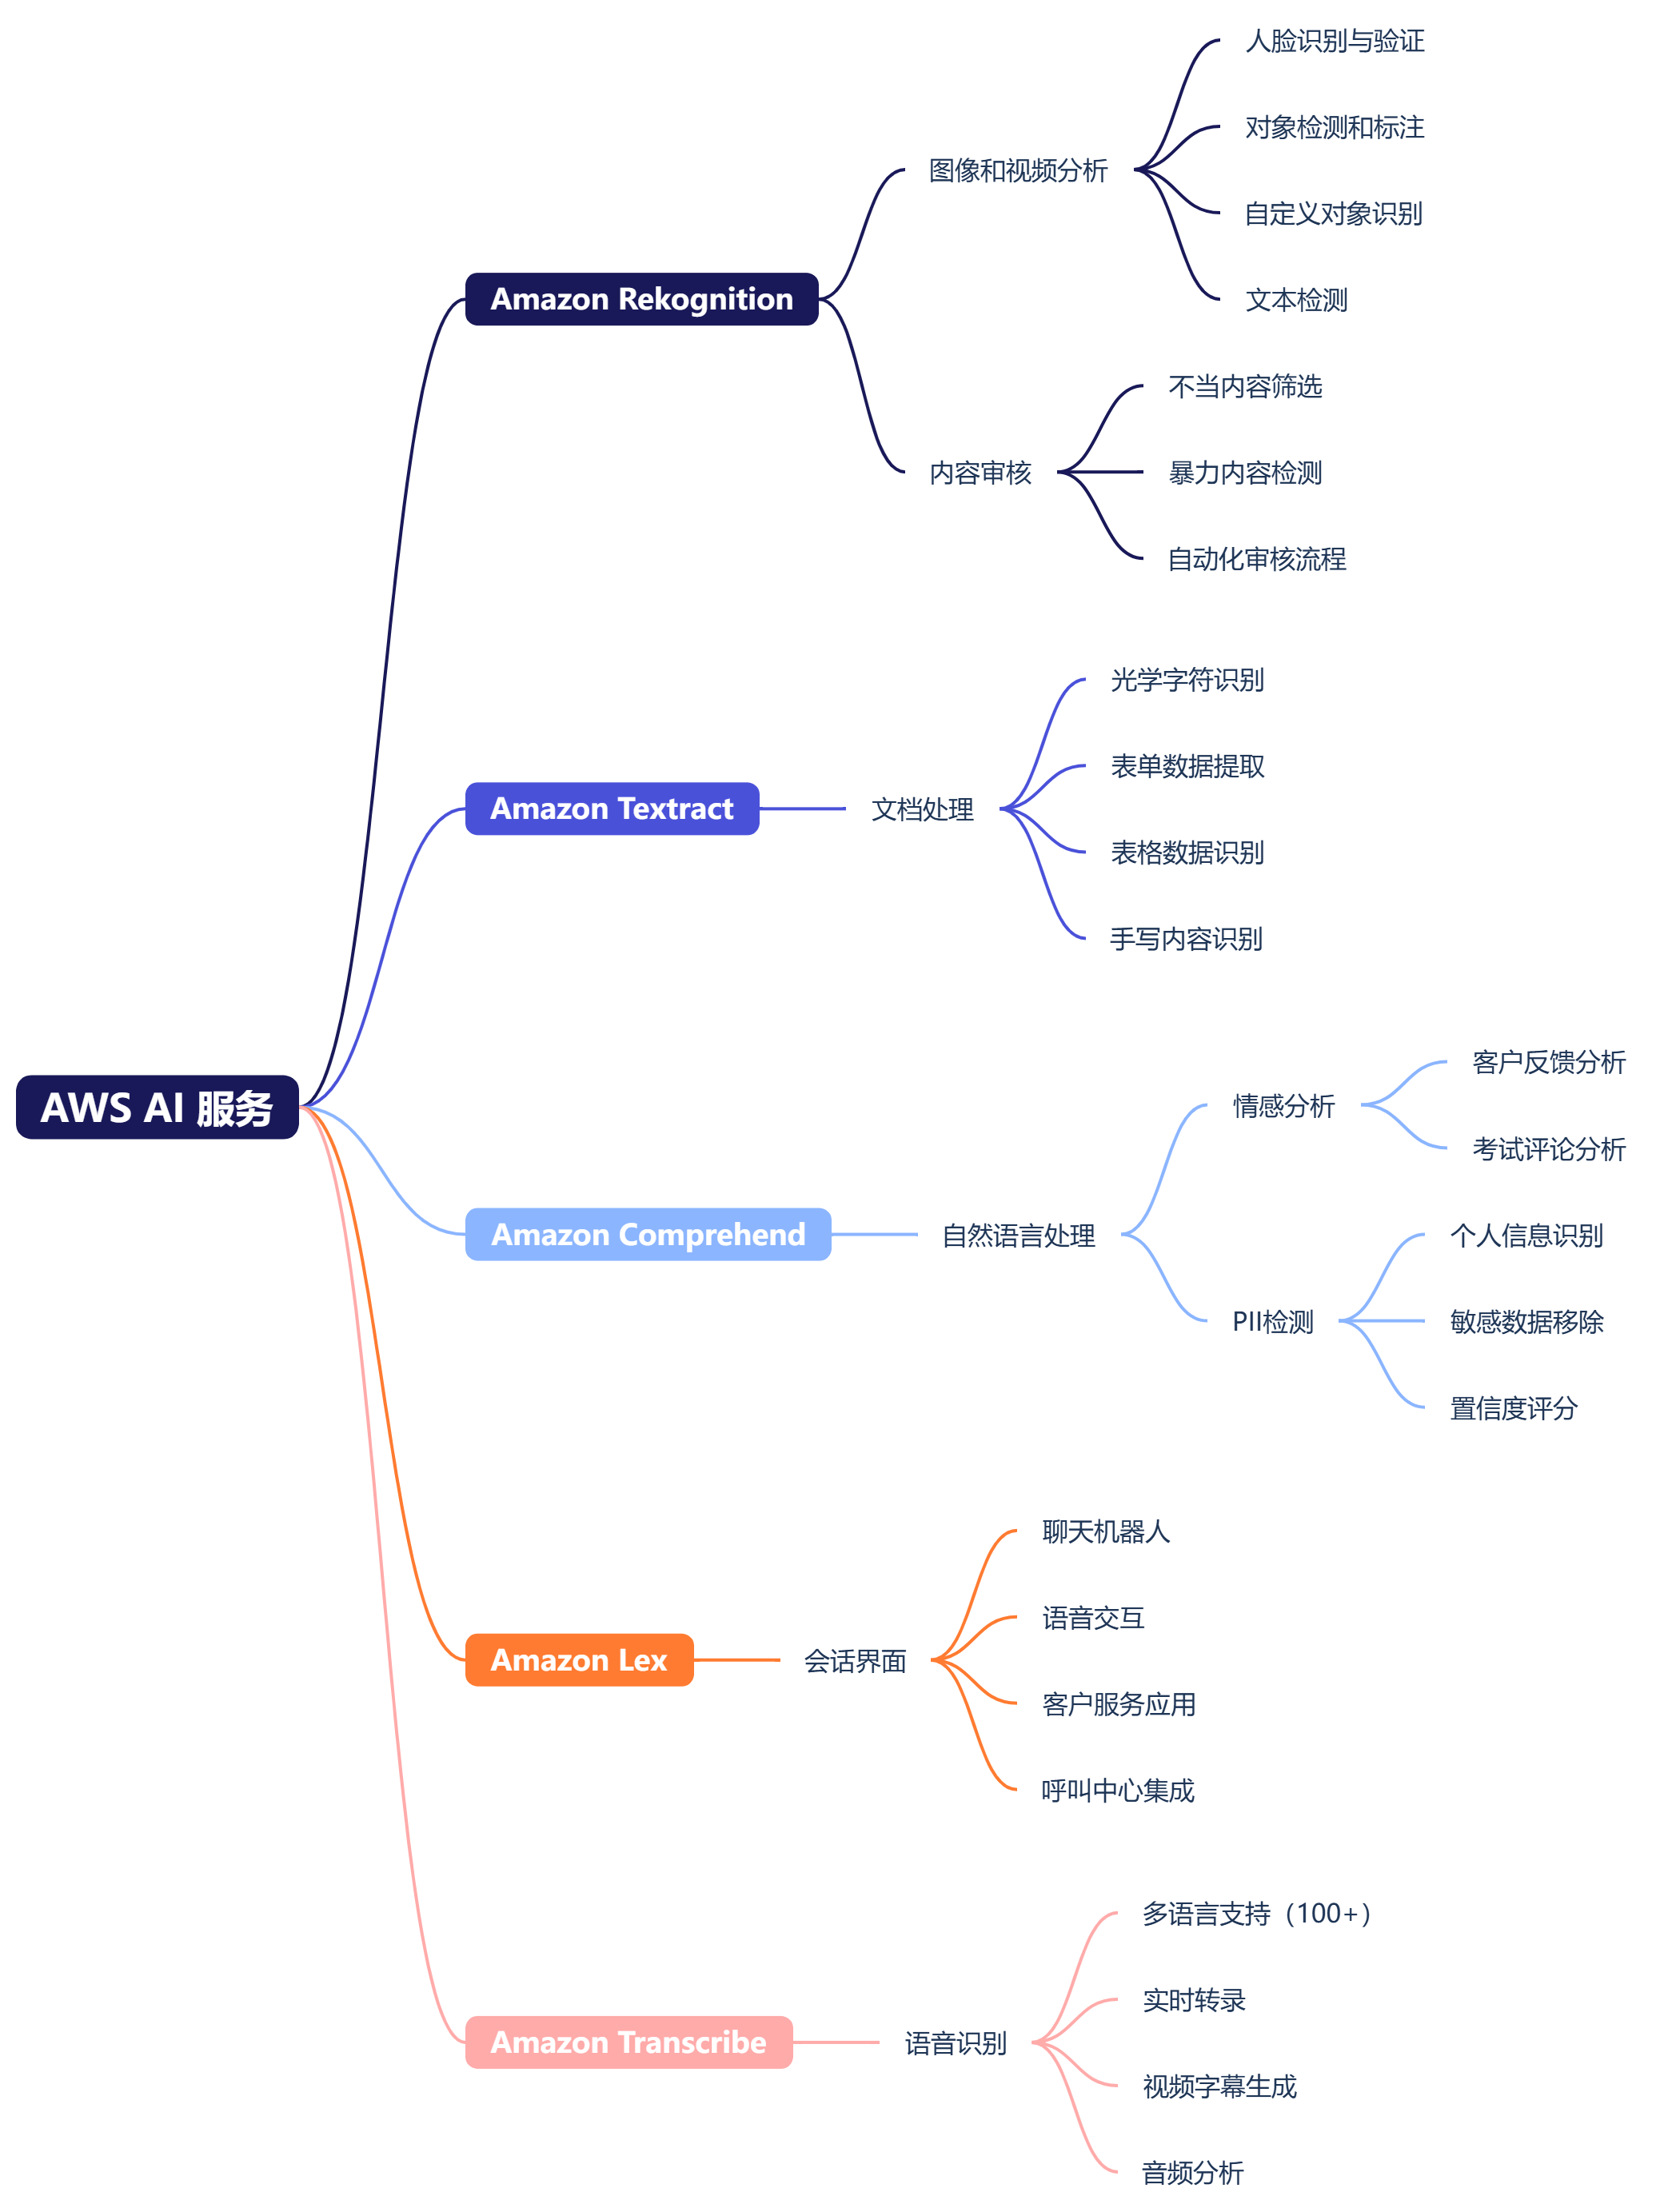 AWS AI 服务
Amazon Rekognition
图像和视频分析
人脸识别与验证
对象检测和标注
自定义对象识别
文本检测
内容审核
不当内容筛选
暴力内容检测
自动化审核流程
Amazon Textract
文档处理
光学字符识别
表单数据提取
表格数据识别
手写内容识别
Amazon Comprehend
自然语言处理
情感分析
客户反馈分析
考试评论分析
PII检测
个人信息识别
敏感数据移除
置信度评分
Amazon Lex
会话界面
聊天机器人
语音交互
客户服务应用
呼叫中心集成
Amazon Transcribe
语音识别
多语言支持（100+）
实时转录
视频字幕生成
音频分析